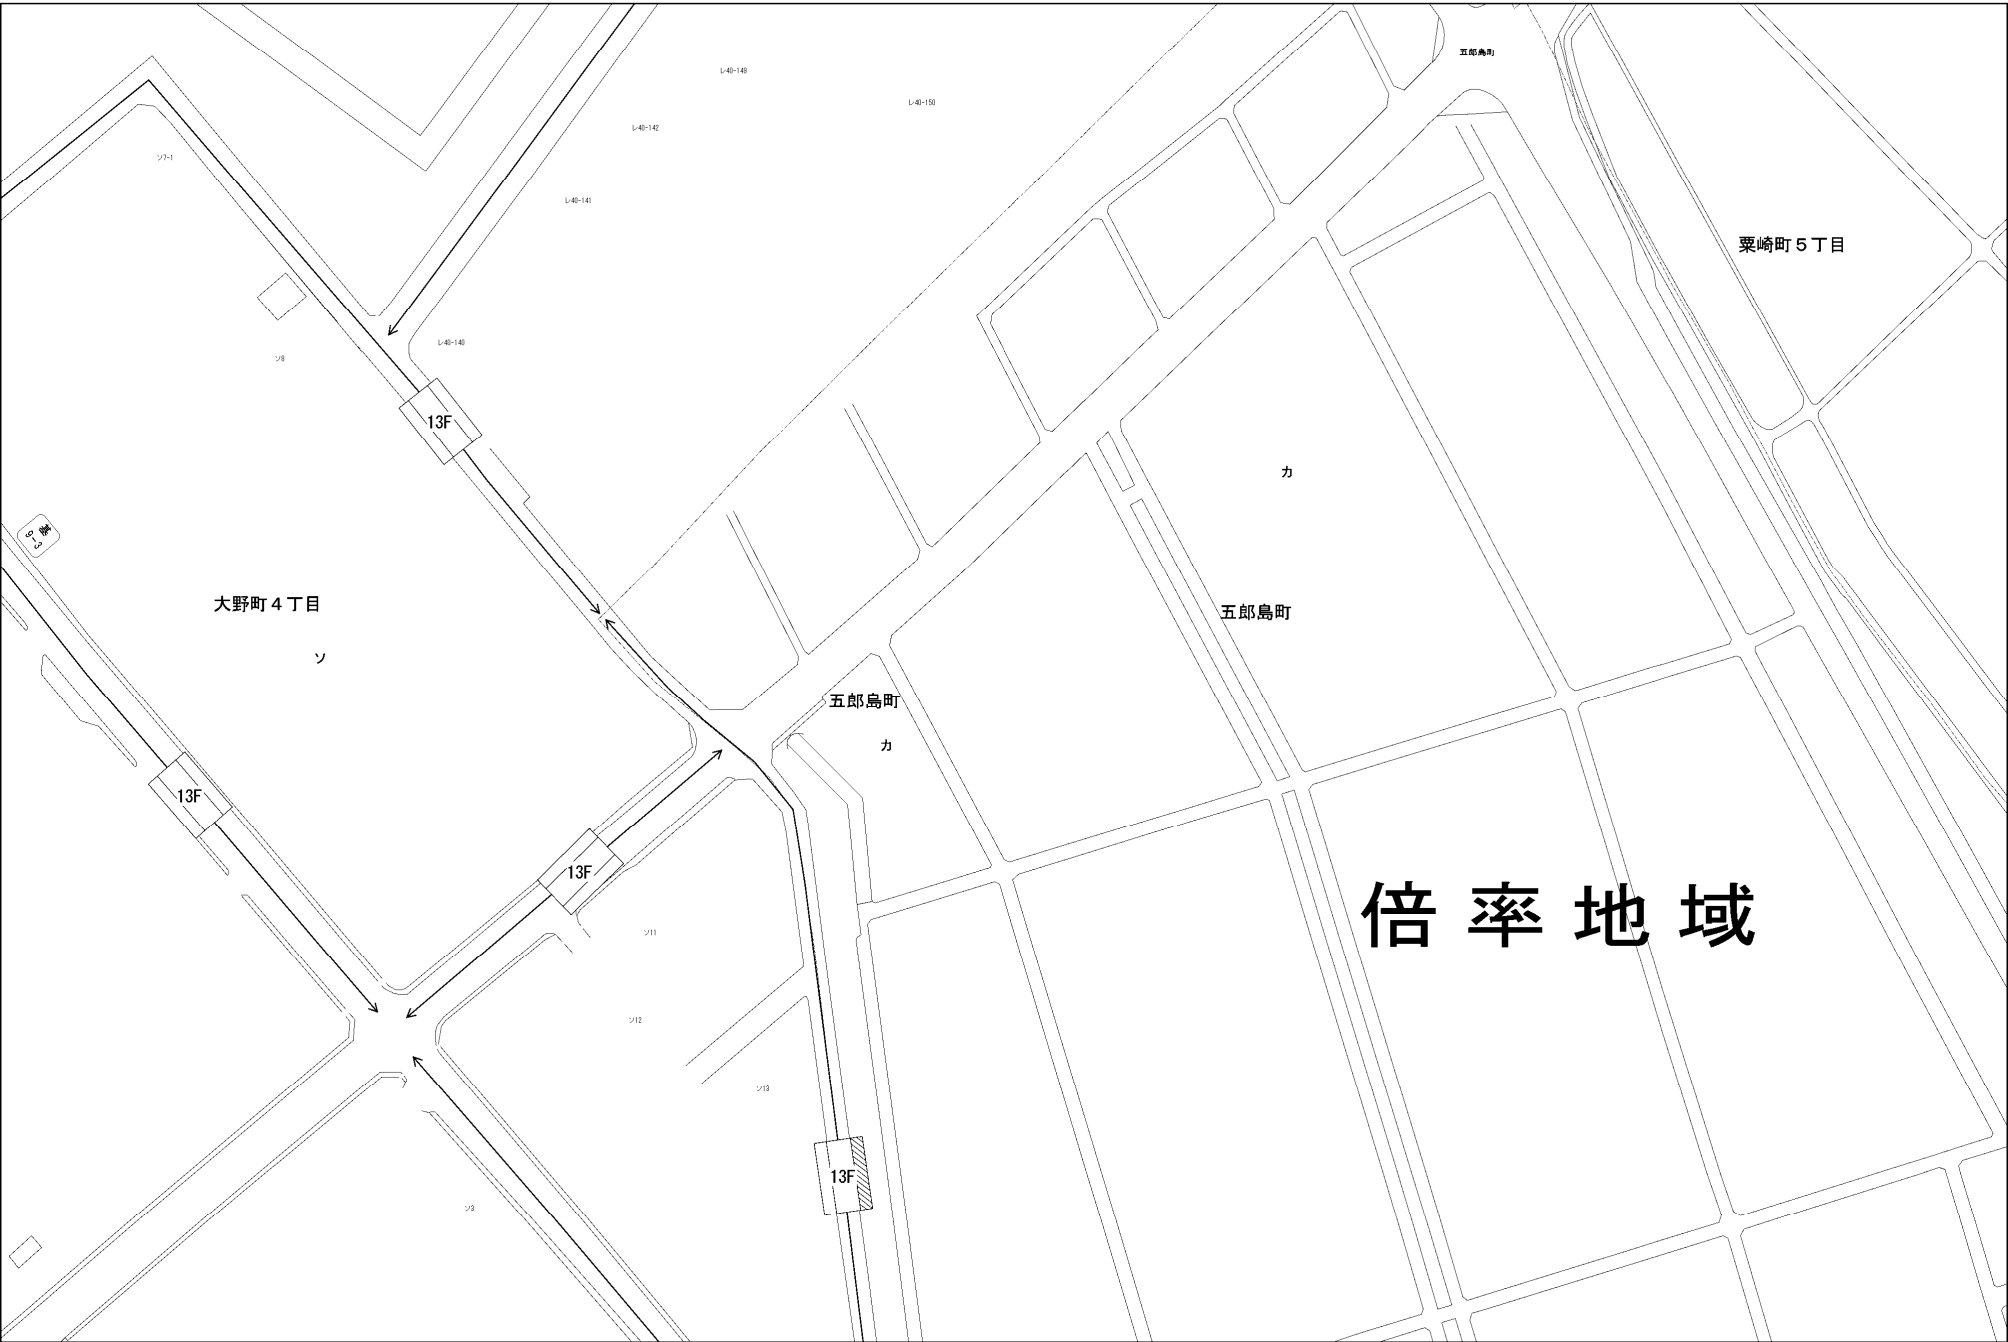 五郎島町
レ40-149
レ40-150
レ40-142
ソ7-1
レ40-141
粟崎町5丁目
レ40-140
ソ8
13F
カ
基
9-3
大野町4丁目
五郎島町
ソ
五郎島町
カ
13F
13F
倍率地域
ソ11
ソ12
ソ13
13F
ソ3